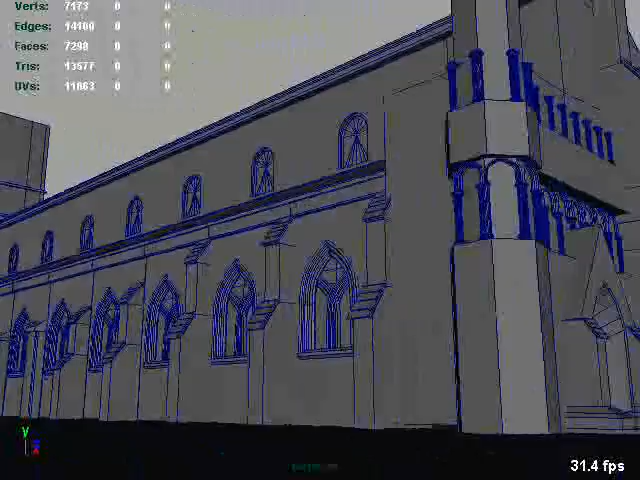 Verts: 7173 0 0
Edges: 14100 0 0
Faces: 7298 0 0
Tris: 13577 0 0
UVs: 11863 0 0
y
31.4 fps